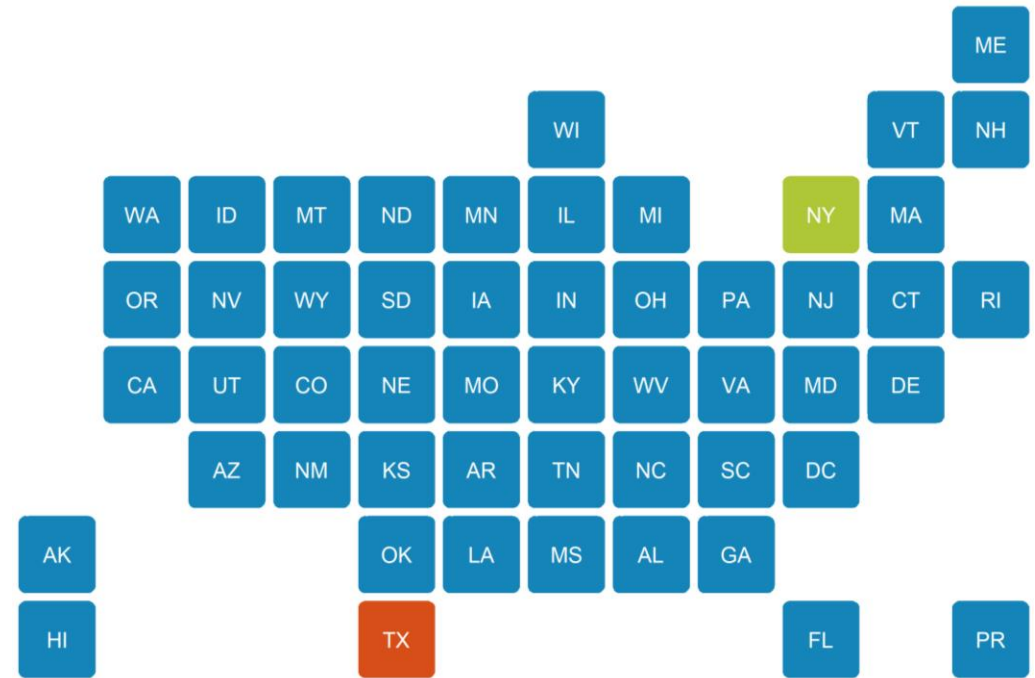 ME
WI VT NH
WA ID MT ND MN IL MI NY MA
OR NV WY SD IA IN OH PA NJ CT RI
CA UT CO NE MO KY WV VA MD DE
AZ NM KS AR TN NC SC DC
AK OK LA MS AL GA
HI TX FL PR